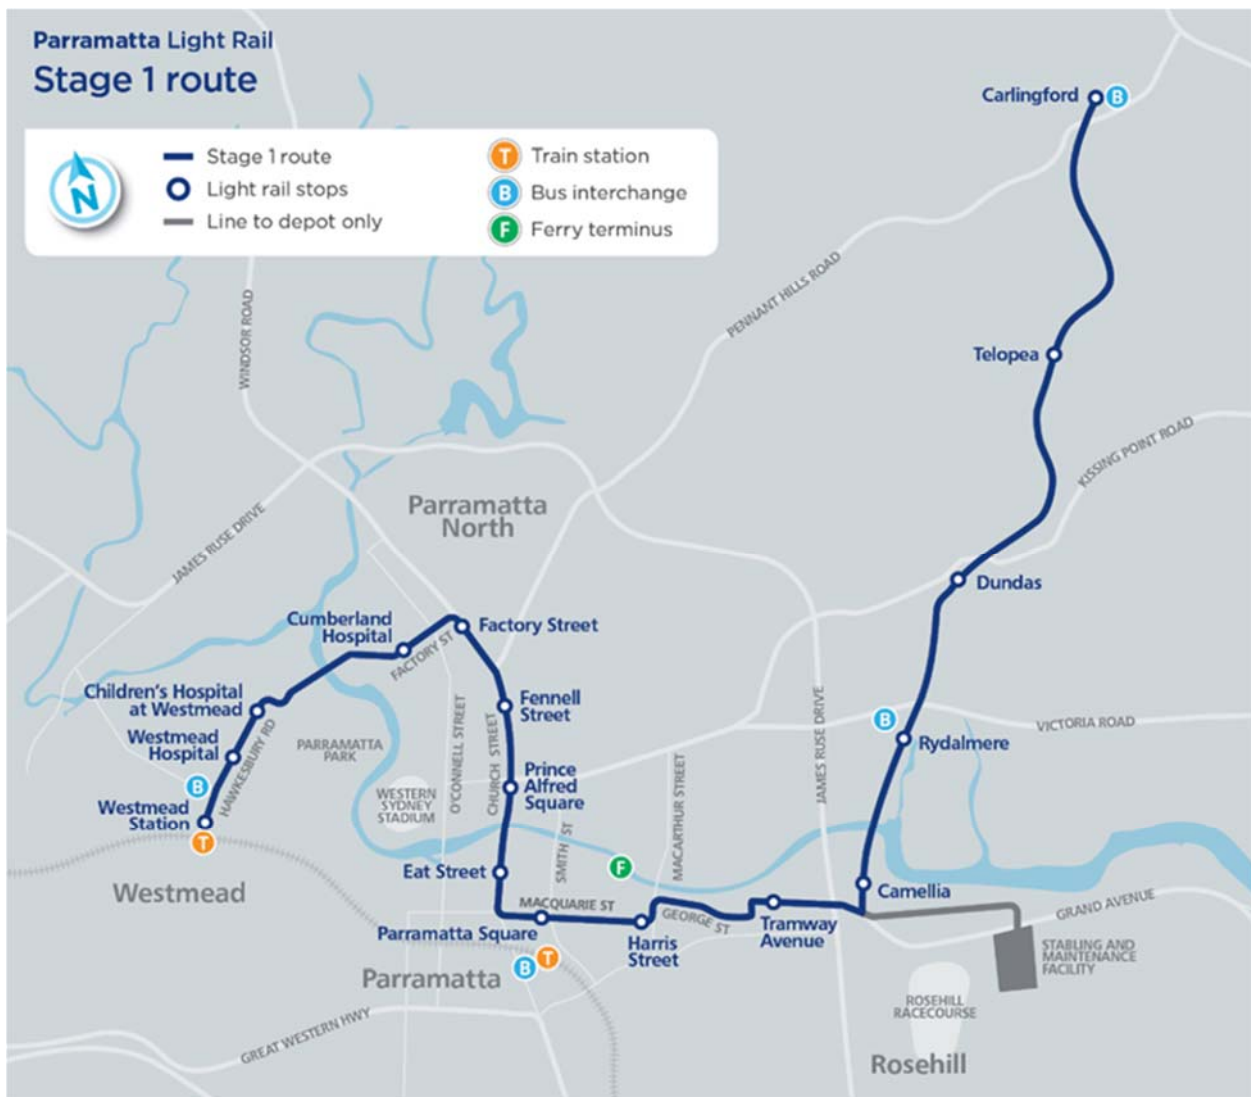 Parramatta Light Rail
Stage 1 route
N
Stage 1 route
Light rail stops
Line to depot only
T Train station
B Bus interchange
F Ferry terminus
Carlingford
B
WINDSOR ROAD
PENNANT HILLS ROAD
Telopea
KISSING POINT ROAD
JAMES RUSE DRIVE
Parramatta
North
Dundas
Cumberland
Hospital
Factory Street
FACTORY ST
Children's Hospital
at Westmead
Fennell
Street
Westmead
Hospital
HAWKESBURY RD
PARRAMATTA
PARK
O'CONNELL STREET
CHURCH STREET
JAMES RUSE DRIVE
B
Rydalmere
VICTORIA ROAD
B
Westmead
Station
T
WESTERN
SYDNEY
STADIUM
Prince
Alfred
Square
MACARTHUR STREET
SMITH ST
Westmead
Eat Street
F
Camellia
MACQUARIE ST
GEORGE ST
GRAND AVENUE
Parramatta Square
Harris
Street
Tramway
Avenue
STABLING AND
MAINTENANCE
FACILITY
B
T
Parramatta
ROSEHILL
RACECOURSE
GREAT WESTERN HWY
Rosehill